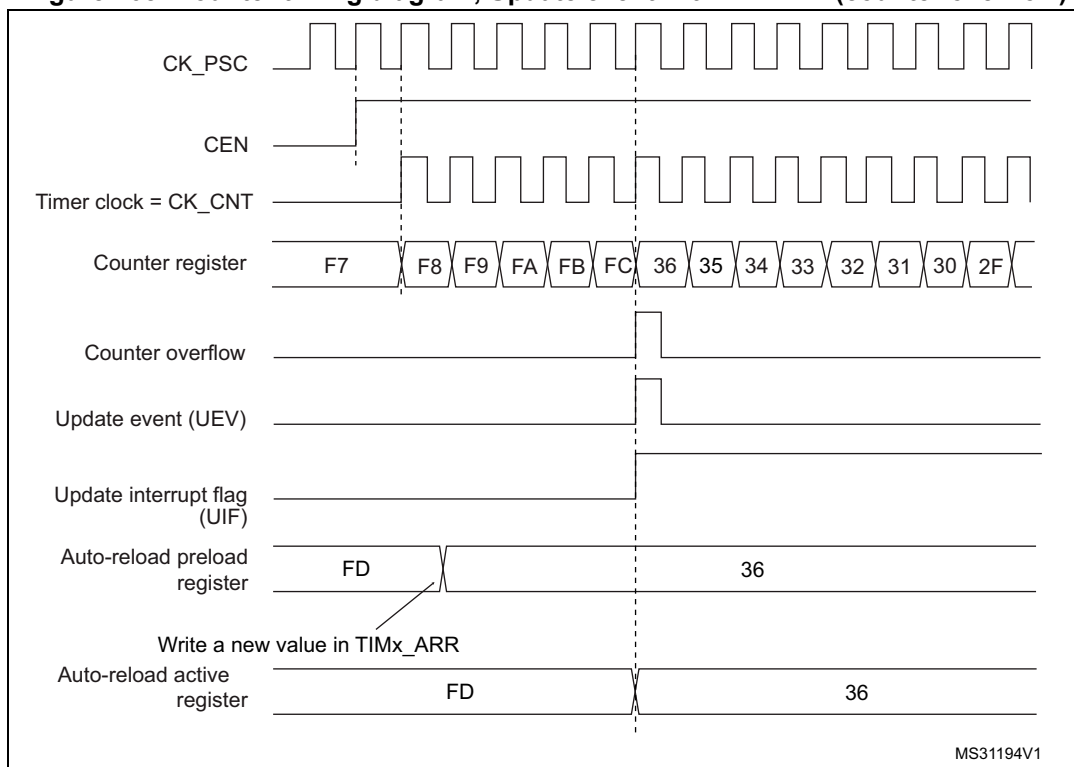 CK_PSC
CEN
Timer clock = CK_CNT
Counter register F7 F8 F9 FA FB FC 36 35 34 33 32 31 30 2F
Counter overflow
Update event (UEV)
Update interrupt flag
(UIF)
Auto-reload preload
register
FD 36
Write a new value in TIMx_ARR
Auto-reload active
register
FD 36
MS31194V1